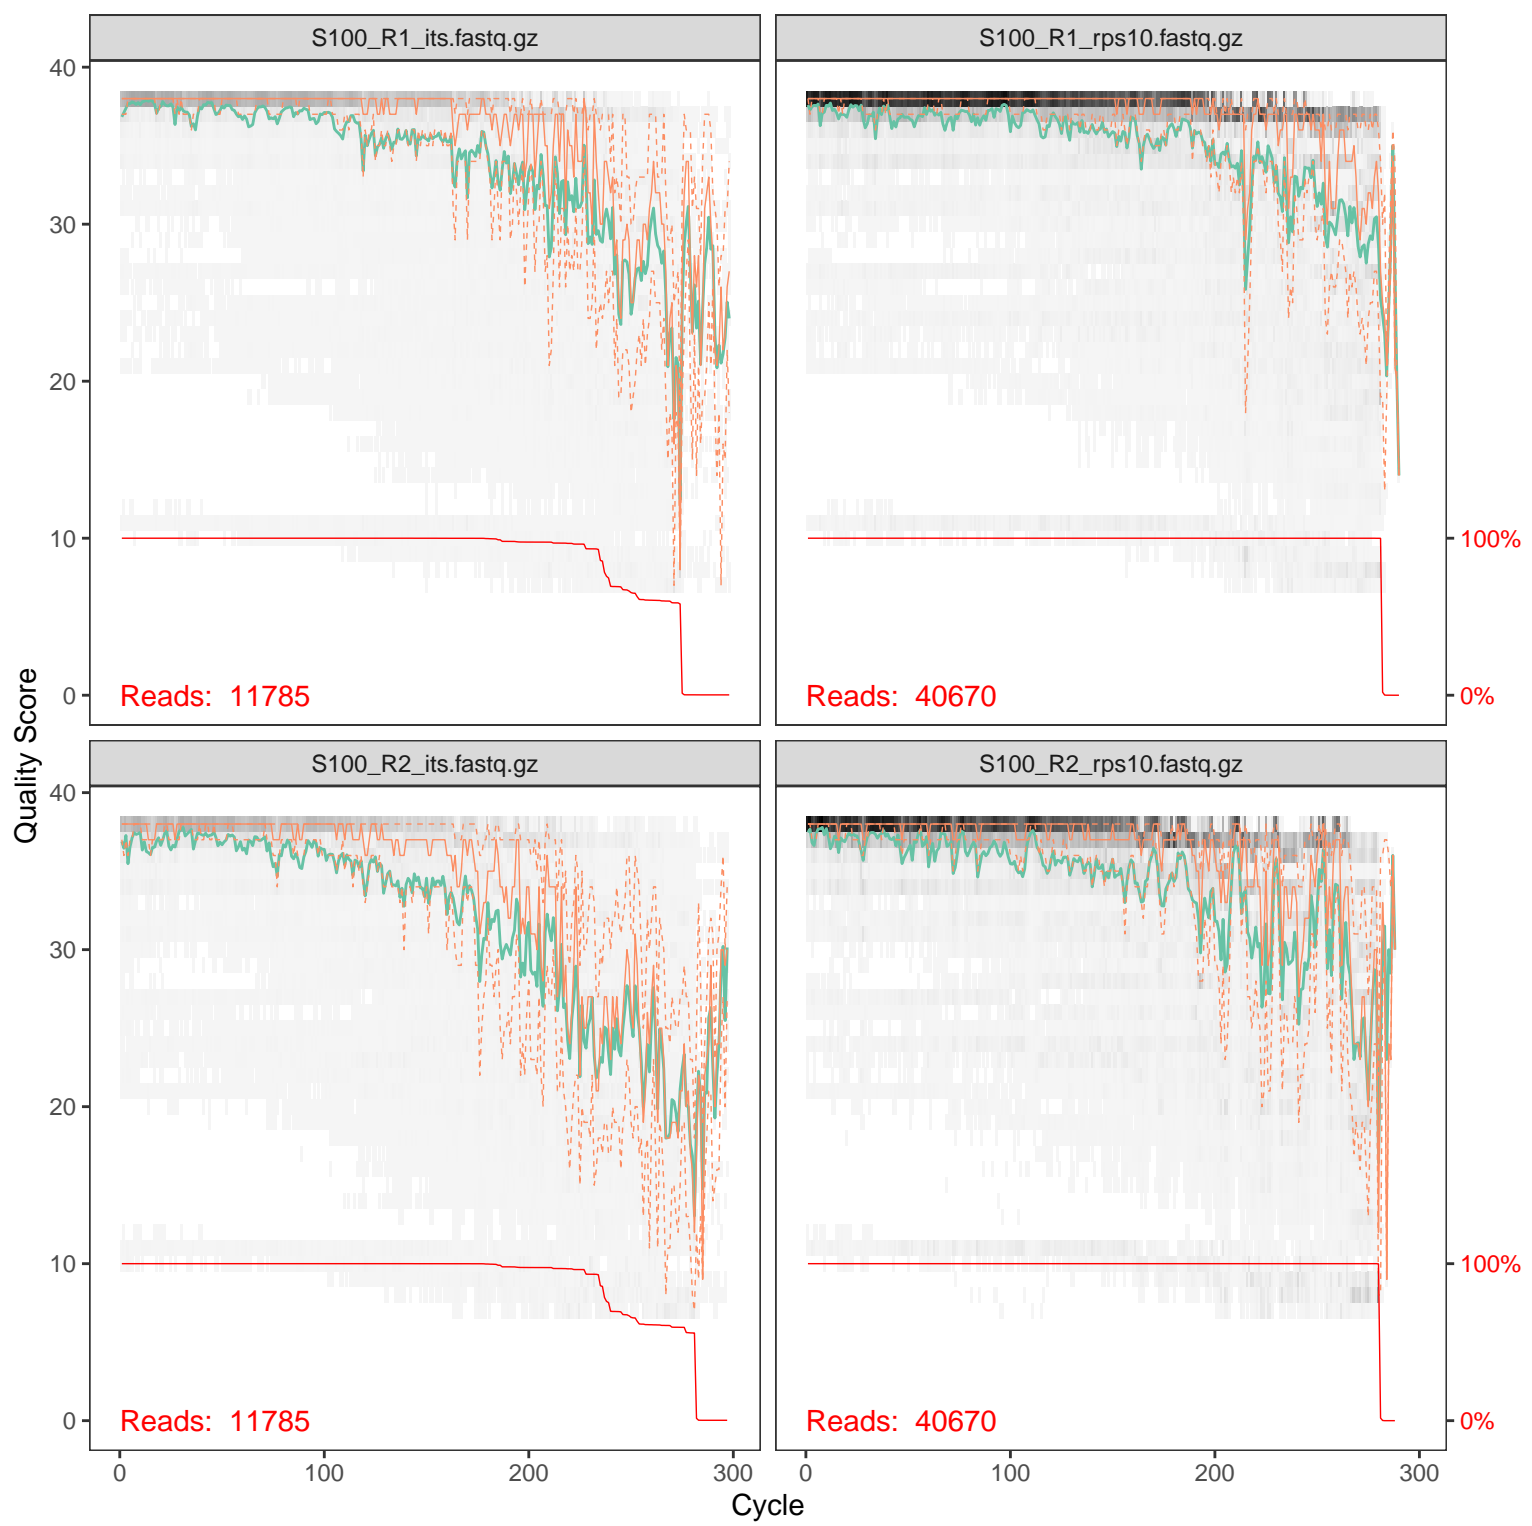 S100_R1_its.fastq.gz
S100_R1_rps10.fastq.gz
40
30
20
10
0
Reads: 11785
Reads: 40670
100%
0%
Quality Score
S100_R2_its.fastq.gz
S100_R2_rps10.fastq.gz
40
30
20
10
0
Reads: 11785
Reads: 40670
100%
0%
0 100 200 300
0 100 200 300
Cycle